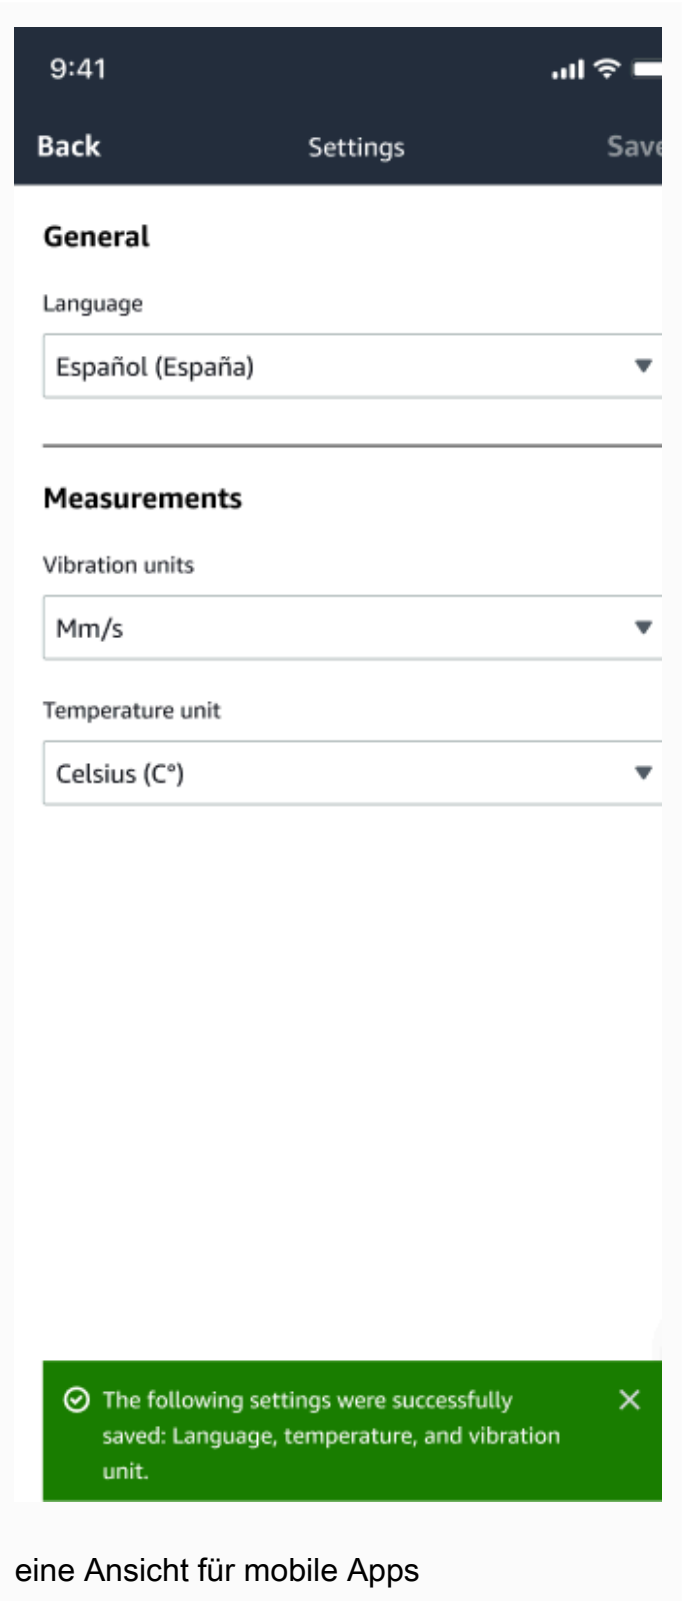 9:41
Back Settings Save
General
Language
Español (España)
Measurements
Vibration units
Mm/s
Temperature unit
Celsius (C°)
The following settings were successfully
saved: Language, temperature, and vibration
unit.
eine Ansicht für mobile Apps